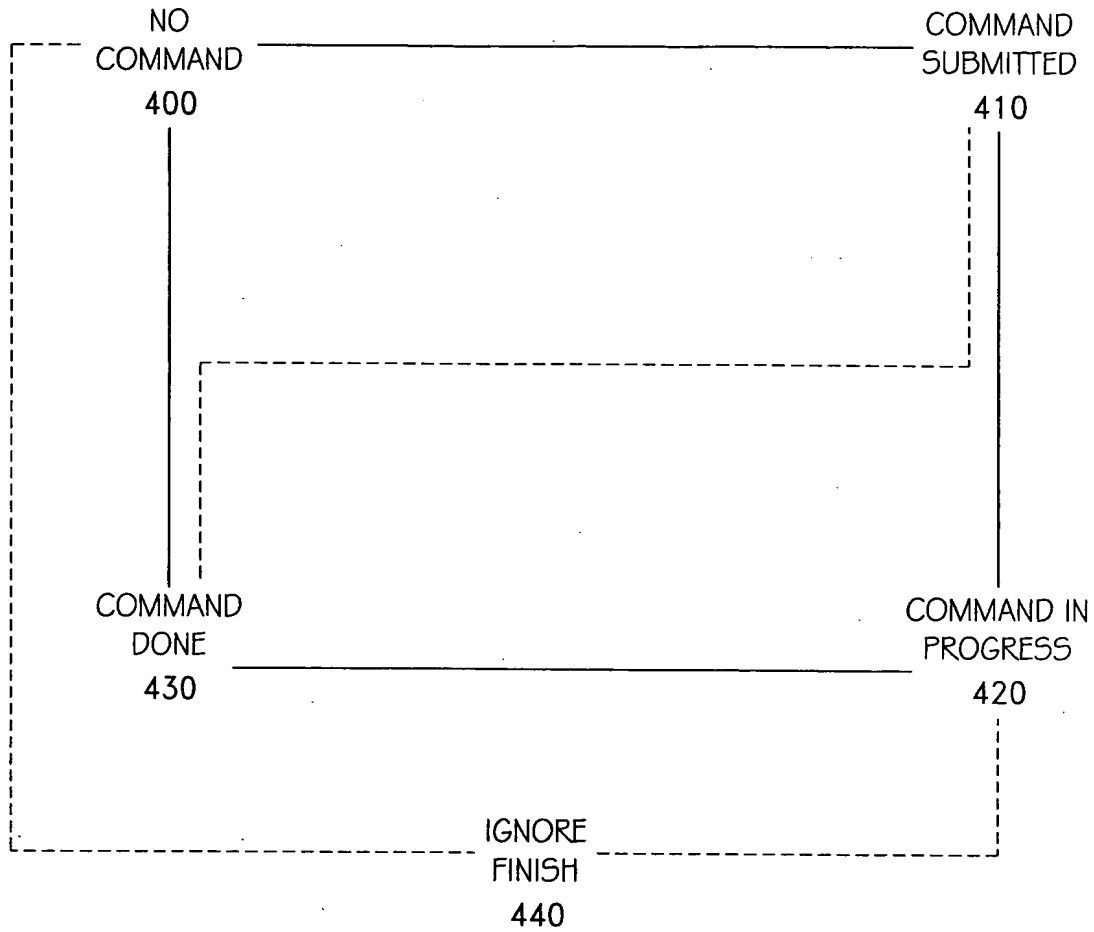 NO
COMMAND
400
COMMAND
SUBMITTED
410
COMMAND
DONE
430
COMMAND IN
PROGRESS
420
IGNORE
FINISH
440